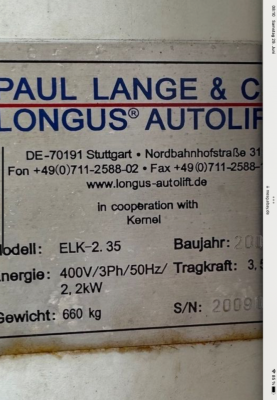 PAUL LANGE & C
LONGUS® AUTOLIF
DE-70191 Stuttgart • Nordbahnhofstraße 31
Fon +49(0)711-2588-02 • Fax +49(0)711-2588-
www.longus-autolift.de
in cooperation with
Kernel
odell: ELK-2.35 Baujahr: 20
nergie: 400V/3Ph/50Hz/ Tragkraft: 3,
2,2kW
Gewicht: 660 kg S/N: 2009